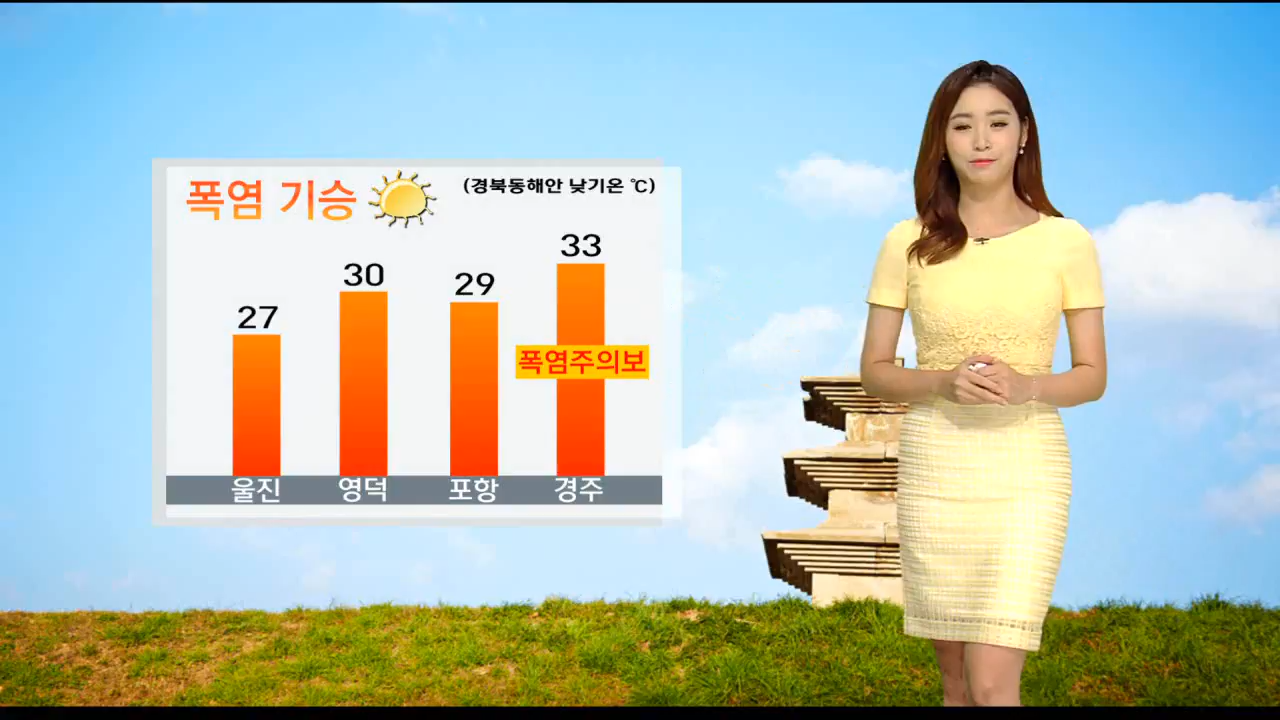 폭염 기승
(경북동해안 낮기온 ℃)
27
30
29
33
폭염주의보
울진
영덕
포항
경주